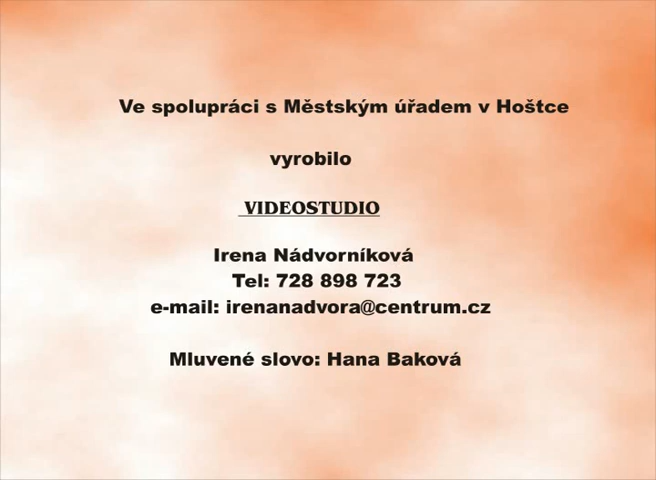 Ve spolupráci s Městským úřadem v Hoštce
vyrobilo
VIDEOSTUDIO
Irena Nádvorníková
Tel: 728 898 723
e-mail: irenanadvora@centrum.cz
Mluvené slovo: Hana Baková